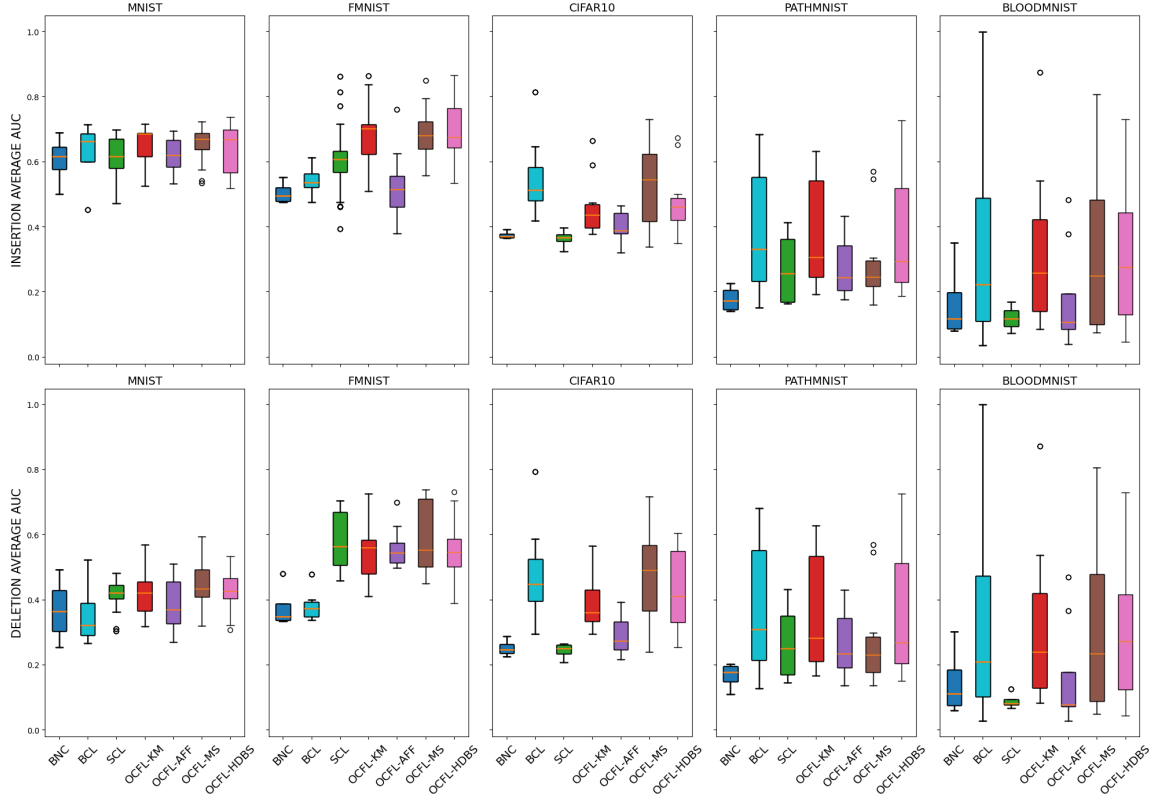 MNIST FMNIST CIFAR10 PATHMNIST BLOODMNIST
INSERTION AVERAGE AUC
1.0
0.8
0.6
0.4
0.2
0.0
MNIST FMNIST CIFAR10 PATHMNIST BLOODMNIST
DELETION AVERAGE AUC
1.0
0.8
0.6
0.4
0.2
0.0
BNC BCL SCL OCFL-KM OCFL-AFF OCFL-MS OCFL-HDBS BNC BCL SCL OCFL-KM OCFL-AFF OCFL-MS OCFL-HDBS BNC BCL SCL OCFL-KM OCFL-AFF OCFL-MS OCFL-HDBS BNC BCL SCL OCFL-KM OCFL-AFF OCFL-MS OCFL-HDBS BNC BCL SCL OCFL-KM OCFL-AFF OCFL-MS OCFL-HDBS